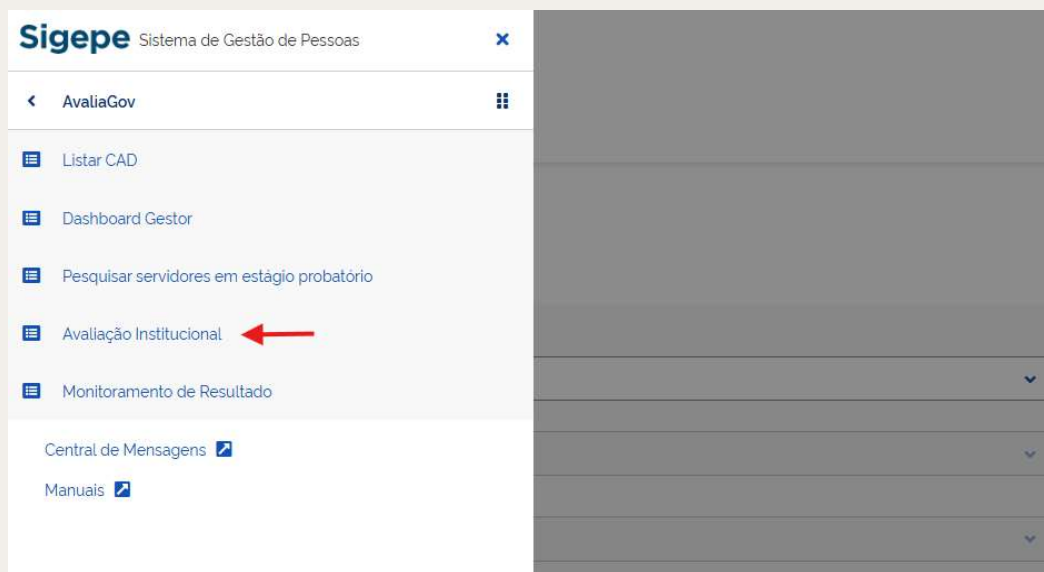 Sigepe Sistema de Gestão de Pessoas
AvaliaGov
Listar CAD
Dashboard Gestor
Pesquisar servidores em estágio probatório
Avaliação Institucional
Monitoramento de Resultado
Central de Mensagens
Manuais